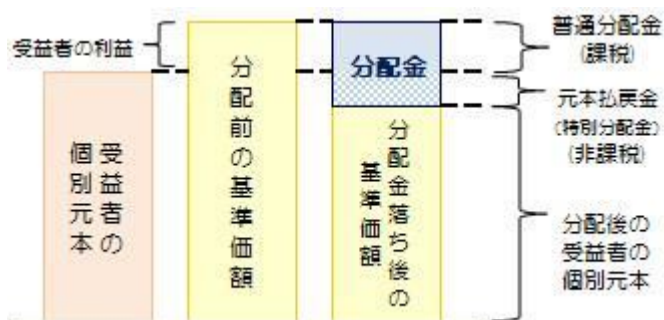 受益者の利益
受益者の
個別元本
分配前の基準価額
分配金
分配金落ち後の
基準価額
普通分配金
(課税)
元本払戻金
(特別分配金)
(非課税)
分配後の
受益者の
個別元本